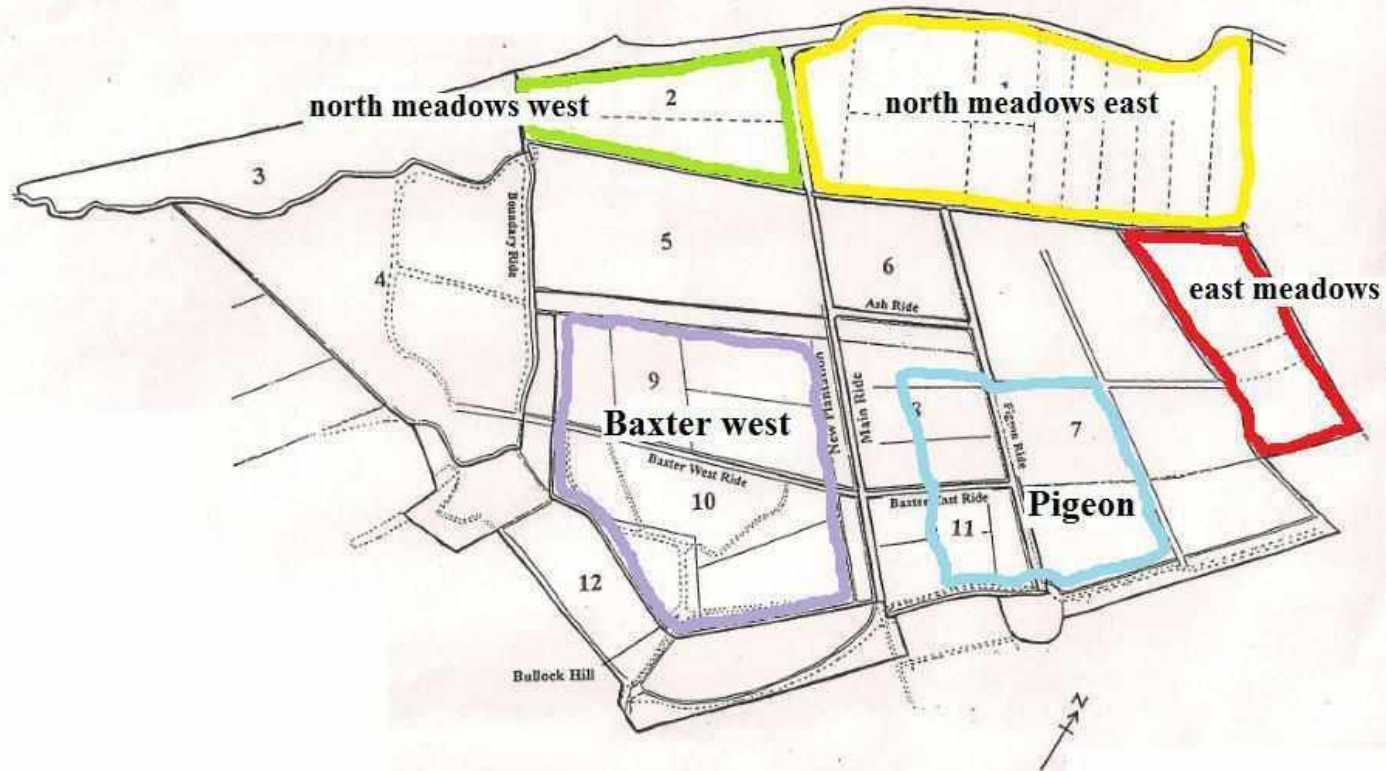 north meadows west
2
north meadows east
3
Boundary Ride
5
6
east meadows
4
Ash Ride
9
Baxter west
New Plantation
Main Ride
Pigeon Ride
7
Baxter West Ride
10
Baxter East Ride
Pigeon
11
12
Bullock Hill
N